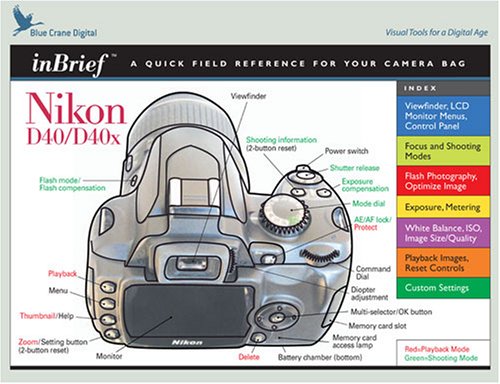 Blue Crane Digital
Visual Tools for a Digital Age
inBrief™ A QUICK FIELD REFERENCE FOR YOUR CAMERA BAG
Nikon
D40/D40x
Viewfinder
Shooting information
(2-button reset)
Power switch
Shutter release
Exposure
compensation
Mode dial
AE/AF lock/
Protect
Flash mode/
Flash compensation
Command
Dial
Diopter
adjustment
Multi-selector/OK button
Memory card slot
Memory card
access lamp
Battery chamber (bottom)
Delete
Nikon
Playback
Menu
Thumbnail/Help
Zoom/Setting button
(2-button reset)
Monitor
INDEX
Viewfinder, LCD
Monitor Menus,
Control Panel
Focus and Shooting
Modes
Flash Photography,
Optimize Image
Exposure, Metering
White Balance, ISO,
Image Size/Quality
Playback Images,
Reset Controls
Custom Settings
Red=Playback Mode
Green=Shooting Mode